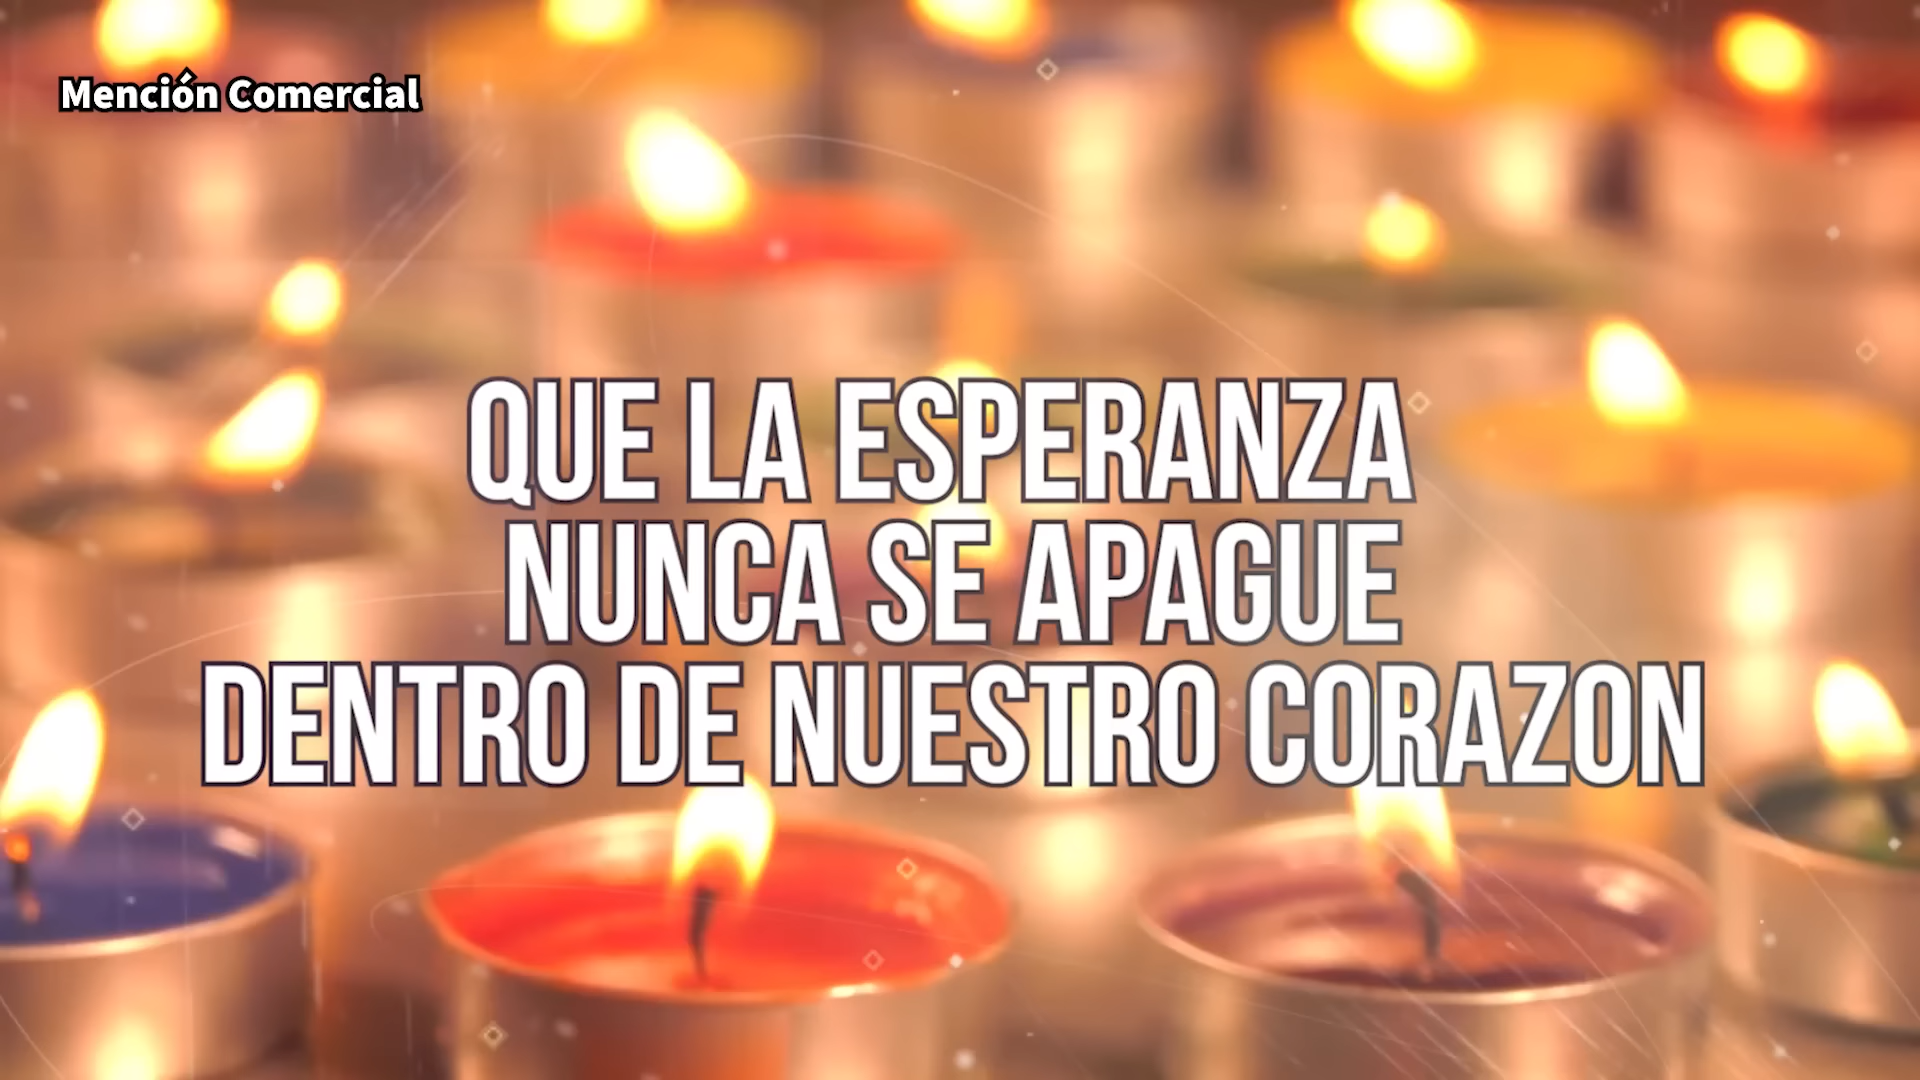 Mención Comercial
QUE LA ESPERANZA
NUNCA SE APAGUE
DENTRO DE NUESTRO CORAZON